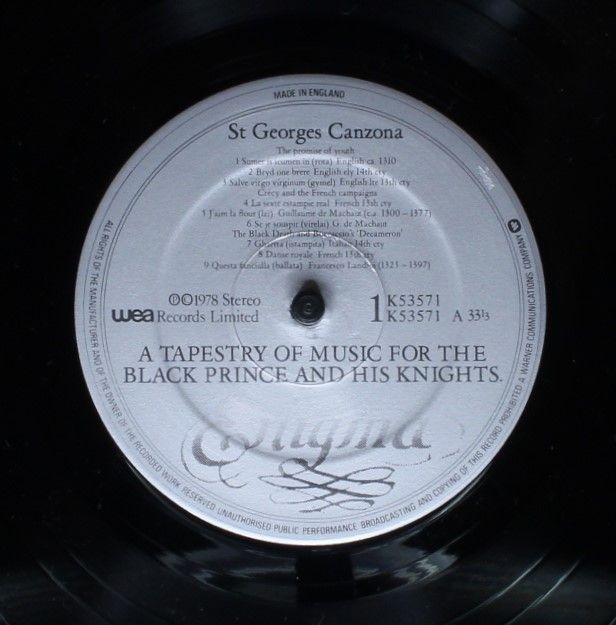 MADE IN ENGLAND
St Georges Canzona
The promise of youth
1 Sumer is icumen in (rota) English ca. 1310
2 Bryd one brere English ely 14th cty
3 Salve virgo virginum (gymel) English lte 13th cty
Crécy and the French campaigns
4 La sexte estampie real French 13th cty
5 J'aim la flour (lai) Guillaume de Machaut (c.a. 1300-1377)
6 Se je souspir (virelai) G. de Machaut
The Black Death and Boccaccio's 'Decameron'
7 Ghaetta (istampita) Italian 14th cty
8 Danse royale French 13th cty
9 Questa fanciulla (ballata) Francesco Landini (1325-1397)
℗©1978 Stereo
wea Records Limited
1 K53571
K53571 A 33⅓
A TAPESTRY OF MUSIC FOR THE
BLACK PRINCE AND HIS KNIGHTS.
Enigma
ALL RIGHTS OF THE MANUFACTURER AND OF THE OWNER OF THE RECORDED WORK RESERVED UNAUTHORISED PUBLIC PERFORMANCE BROADCASTING AND COPYING OF THIS RECORD PROHIBITED A WARNER COMMUNICATIONS COMPANY